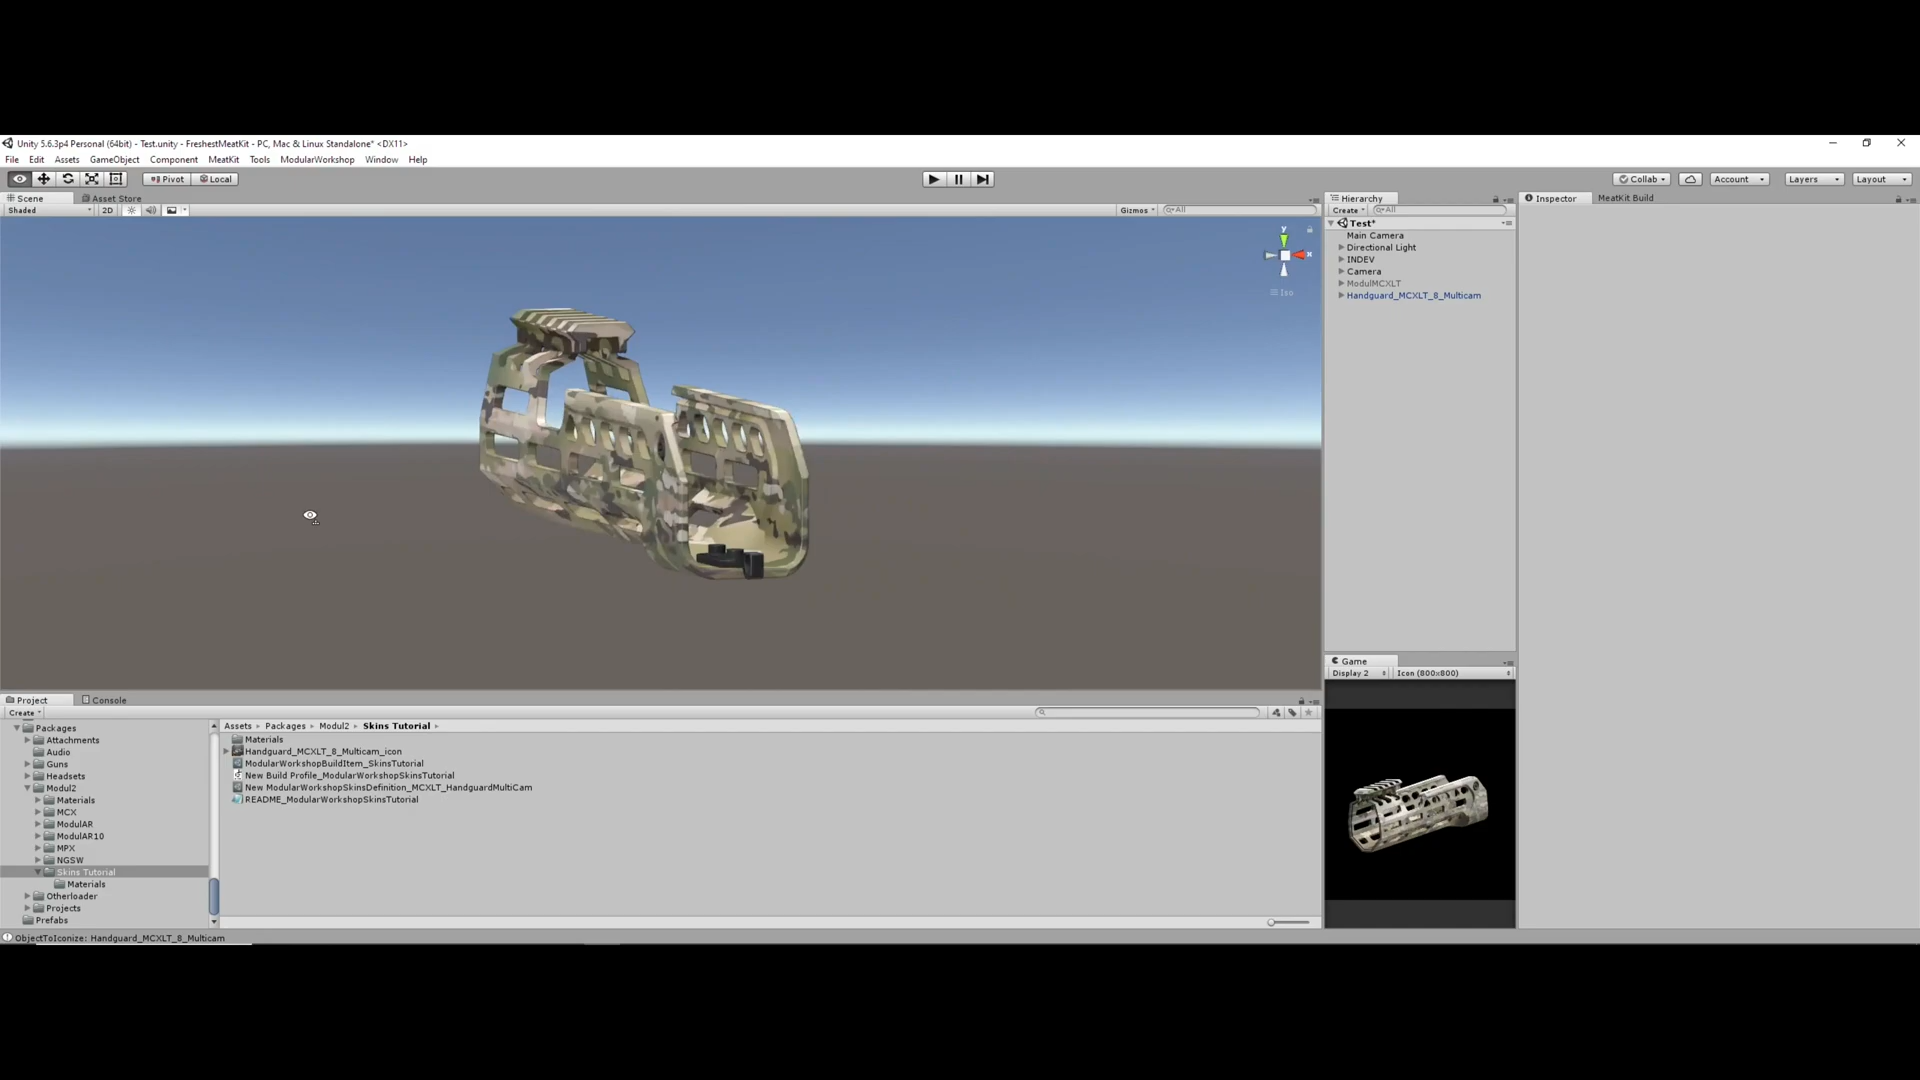 Unity 5.6.3p4 Personal (64bit) - Test.unity - FreshestMeatKit - PC, Mac & Linux Standalone* <DX11>
File Edit Assets GameObject Component MeatKit Tools ModularWorkshop Window Help
Pivot Local Collab Account Layers Layout
Scene Asset Store
Shaded 2D Gizmos All
y
x
Iso
Hierarchy
Create All
Test*
Main Camera
Directional Light
INDEV
Camera
ModulMCXLT
Handguard_MCXLT_8_Multicam
Inspector MeatKit Build
Game
Display 2 Icon (800x800)
Project Console
Create
Packages
Attachments
Audio
Guns
Headsets
Modul2
Materials
MCX
ModulAR
ModulAR10
MPX
NGSW
Skins Tutorial
Materials
Otherloader
Projects
Prefabs
Assets Packages Modul2 Skins Tutorial
Materials
Handguard_MCXLT_8_Multicam_icon
ModularWorkshopBuildItem_SkinsTutorial
New Build Profile_ModularWorkshopSkinsTutorial
New ModularWorkshopSkinsDefinition_MCXLT_HandguardMultiCam
README_ModularWorkshopSkinsTutorial
ObjectToIconize: Handguard_MCXLT_8_Multicam